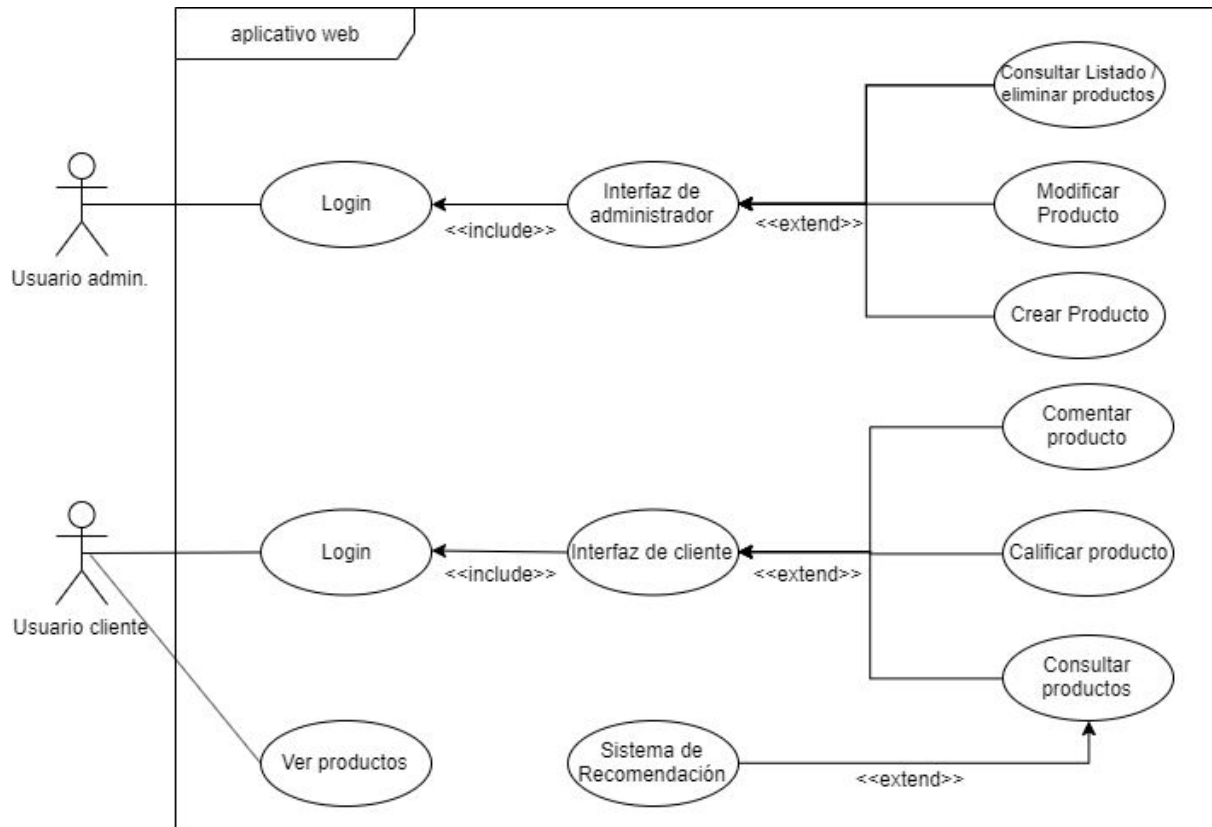 aplicativo web
Consultar Listado /
eliminar productos
Login
Interfaz de
administrador
Modificar
Producto
<<include>>
<<extend>>
Usuario admin.
Crear Producto
Comentar
producto
Login
Interfaz de cliente
Calificar producto
<<include>>
<<extend>>
Usuario cliente
Consultar
productos
Ver productos
Sistema de
Recomendación
<<extend>>